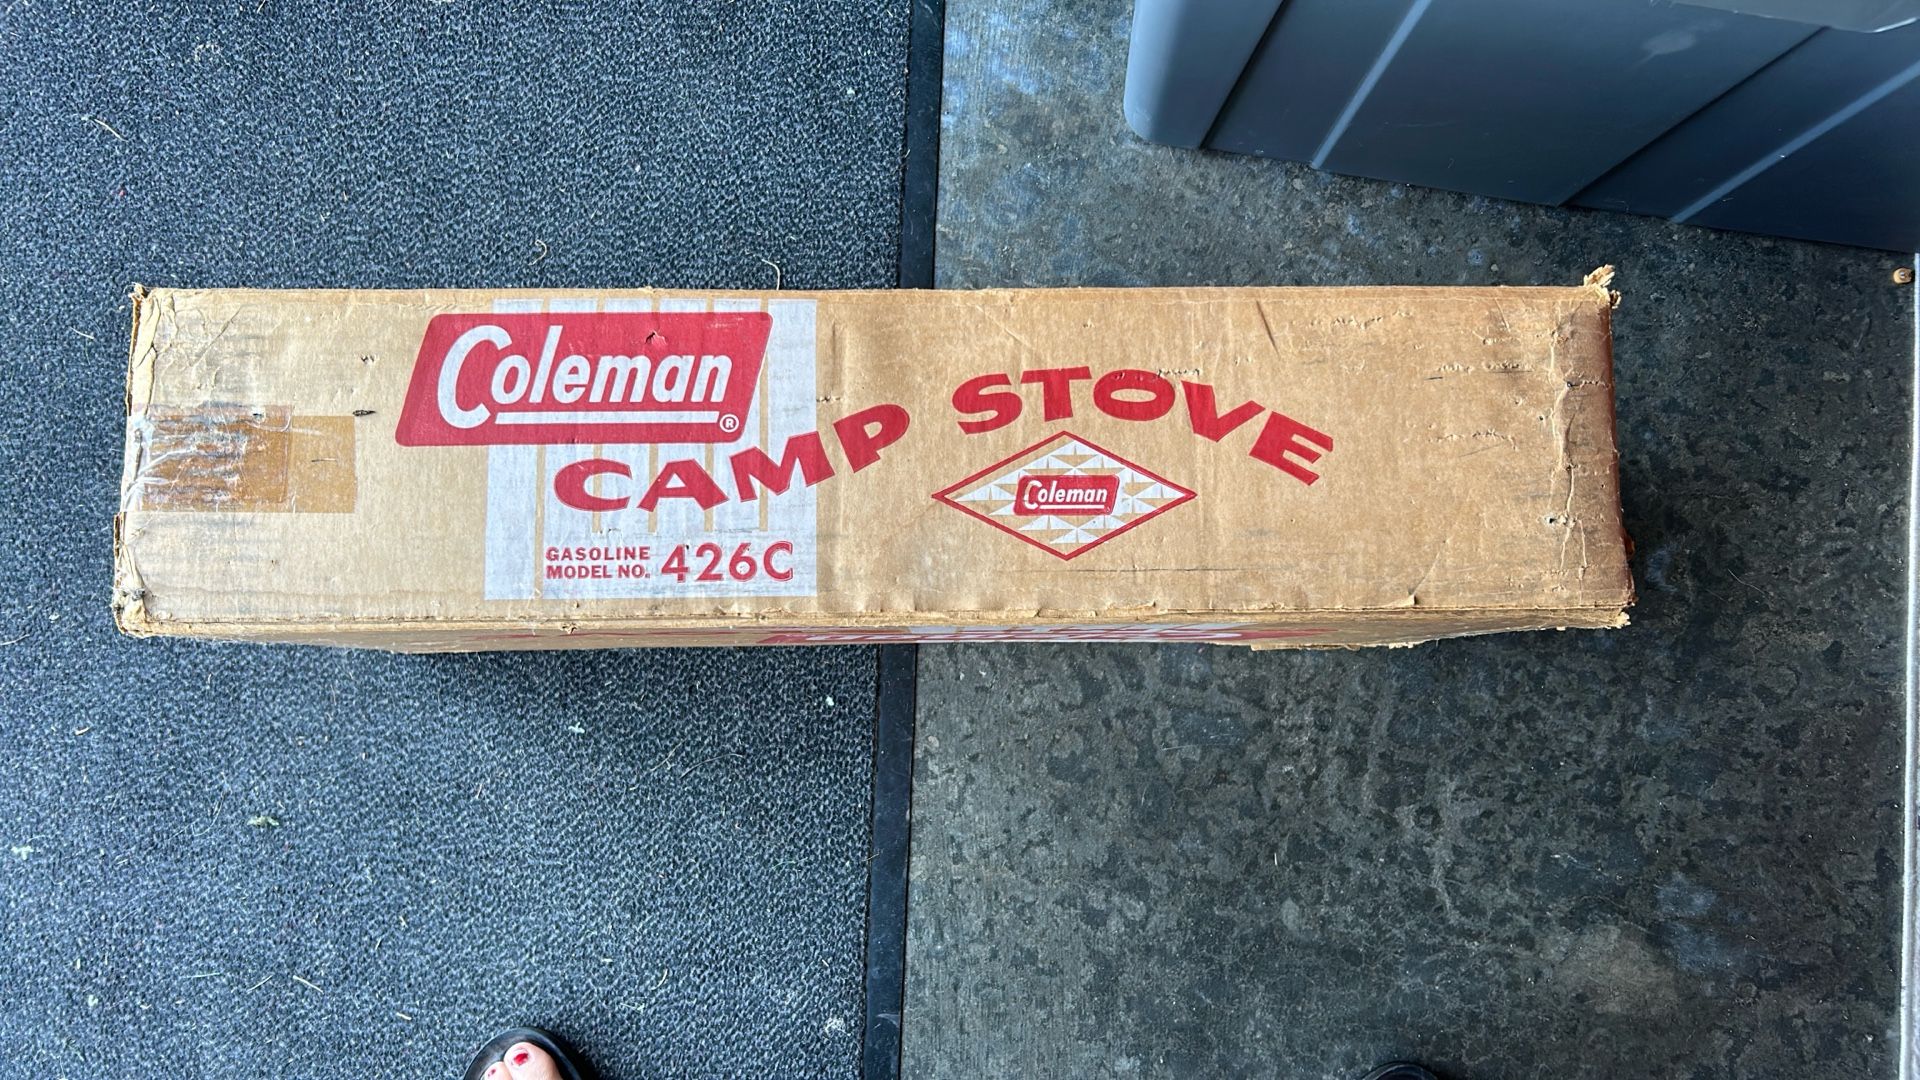 Coleman®
CAMP STOVE
Coleman
GASOLINE
MODEL NO. 426C